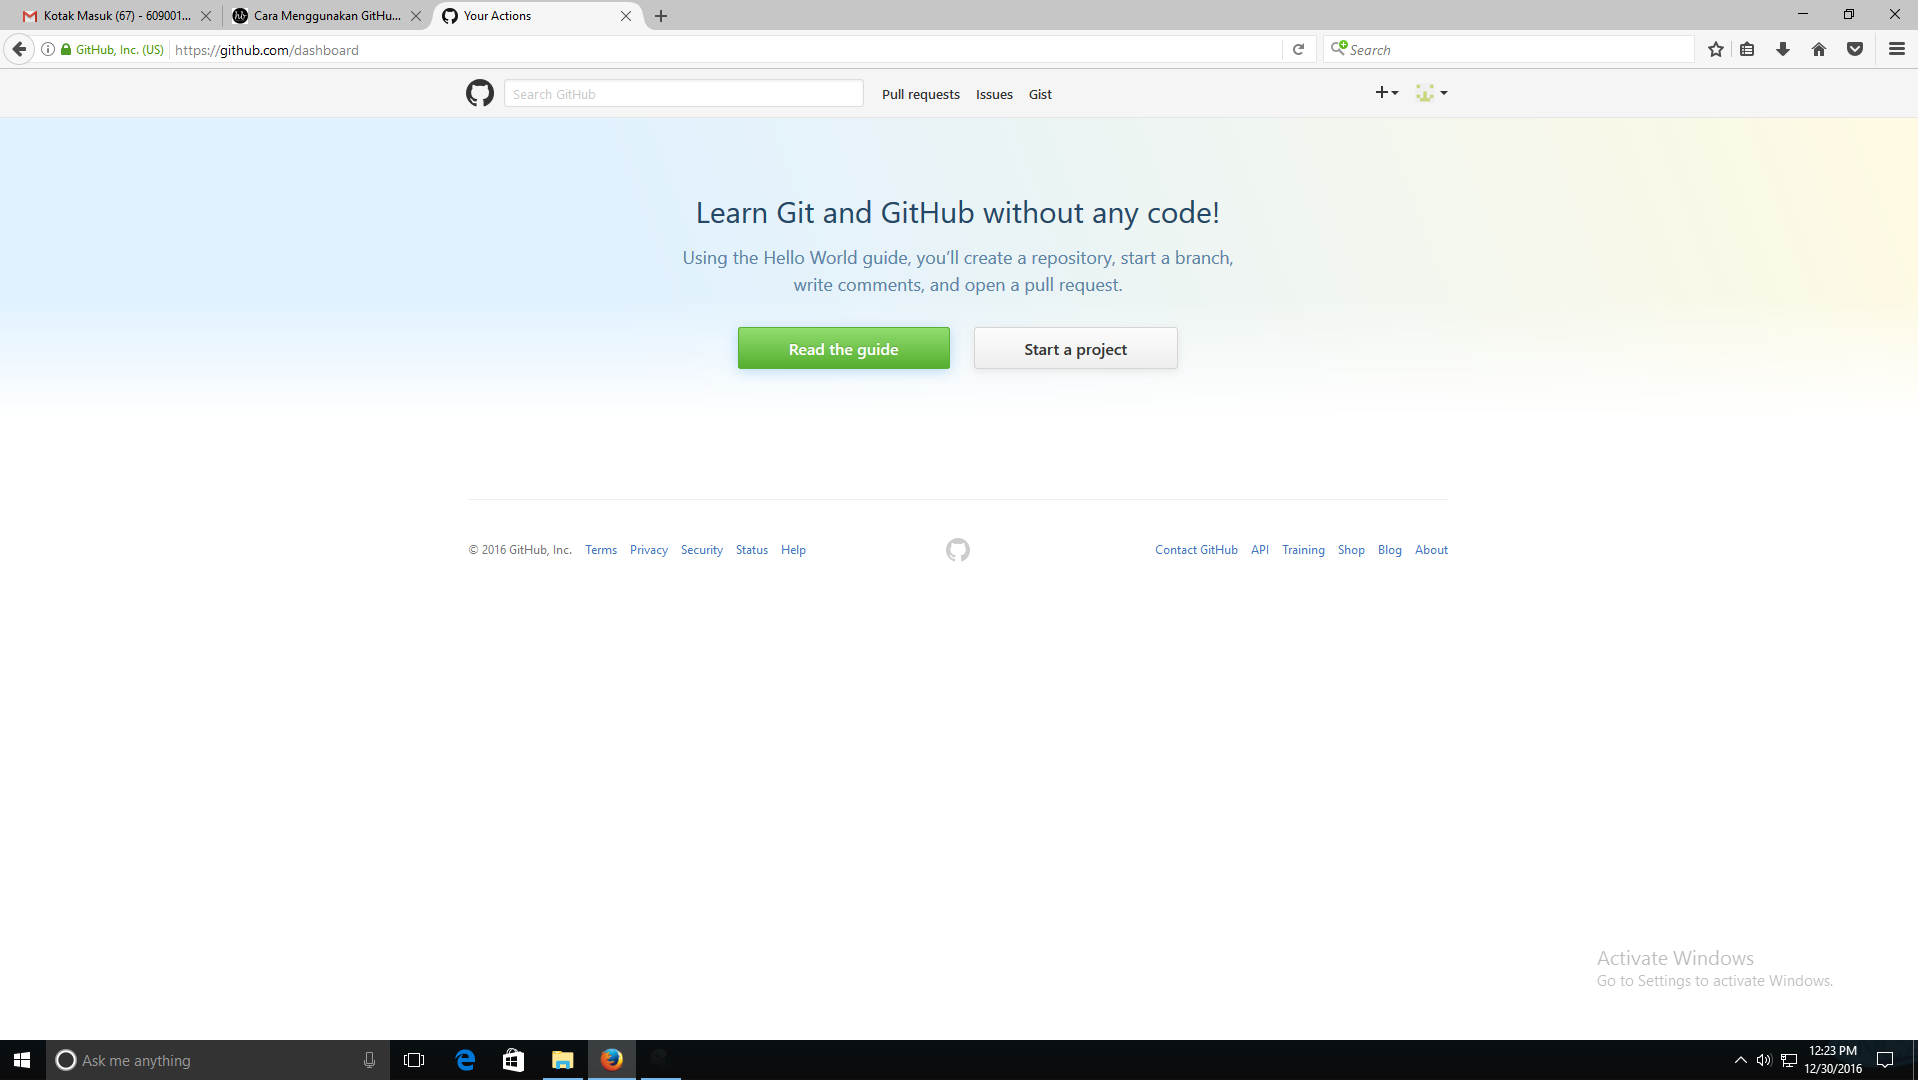 Kotak Masuk (67) - 609001...
Cara Menggunakan GitHu...
Your Actions
GitHub, Inc. (US)
https://github.com/dashboard
Search
Search GitHub
Pull requests
Issues
Gist
Learn Git and GitHub without any code!
Using the Hello World guide, you’ll create a repository, start a branch,
write comments, and open a pull request.
Read the guide
Start a project
© 2016 GitHub, Inc.
Terms
Privacy
Security
Status
Help
Contact GitHub
API
Training
Shop
Blog
About
Activate Windows
Go to Settings to activate Windows.
Ask me anything
12:23 PM
12/30/2016